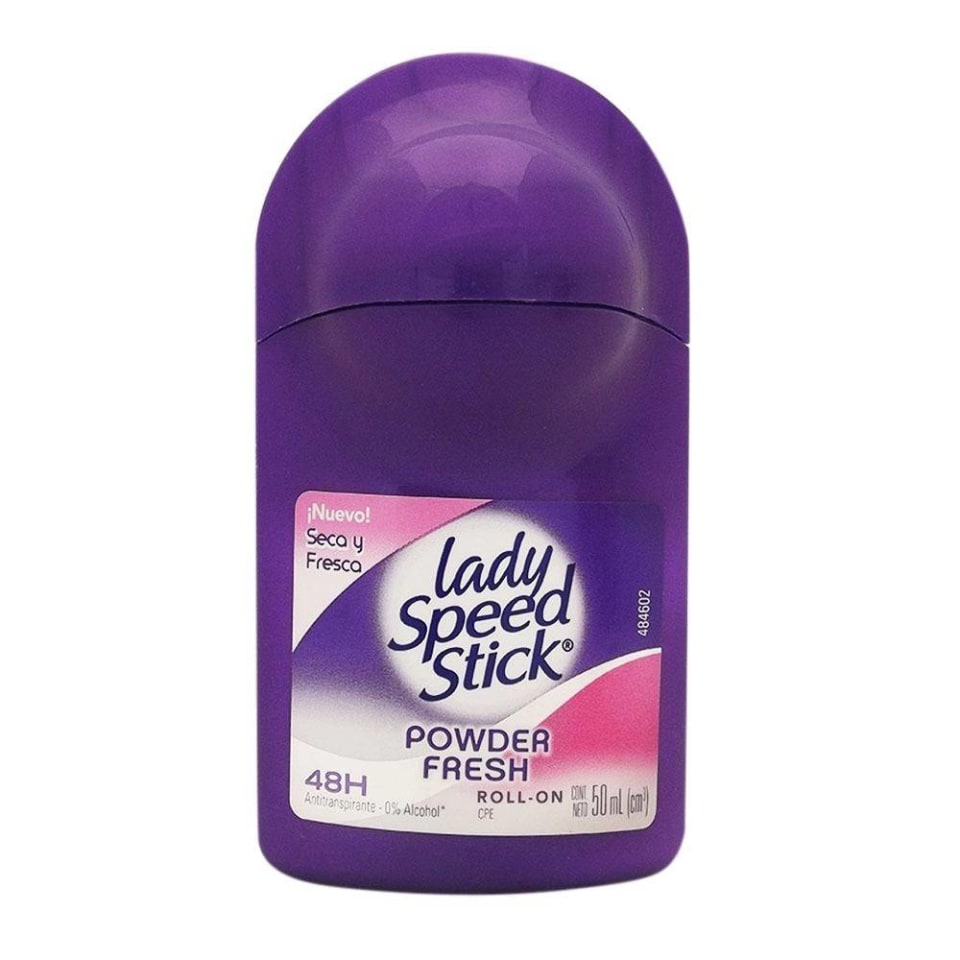 ¡Nuevo!
Seca y
Fresca
lady
Speed
Stick®
484602
POWDER
FRESH
48H
Antitranspirante - 0% Alcohol*
ROLL-ON
CPE
CONT.
NETO
50 mL (cm³)